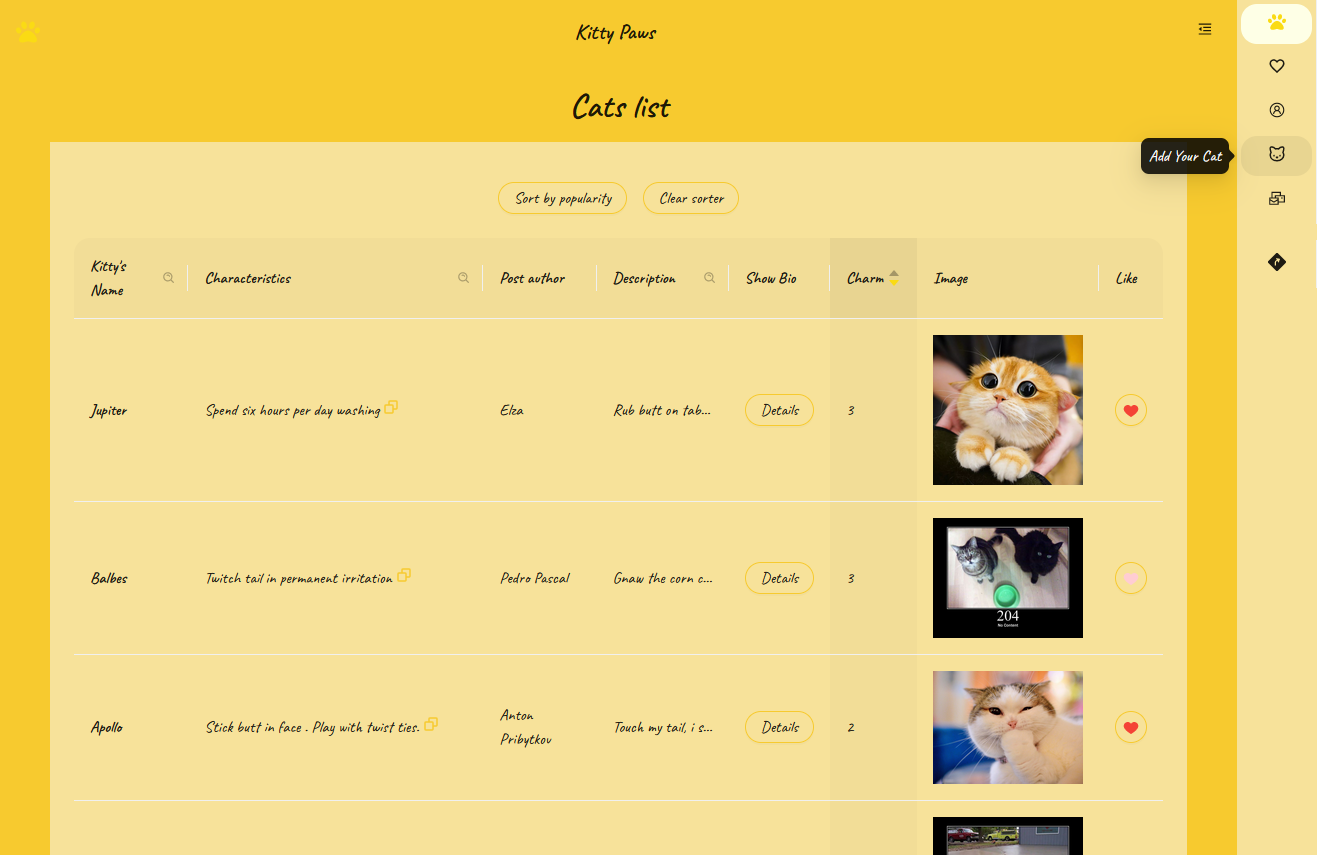 Kitty Paws
Cats list
Add Your Cat
Sort by popularity
Clear sorter
Kitty's
Name
Characteristics
Post author
Description
Show Bio
Charm
Image
Like
Jupiter
Spend six hours per day washing
Elza
Rub butt on tab...
Details
3
Balbes
Twitch tail in permanent irritation
Pedro Pascal
Gnaw the corn c...
Details
3
204
No Content
Apollo
Stick butt in face . Play with twist ties.
Anton
Pribytkov
Touch my tail, i s...
Details
2